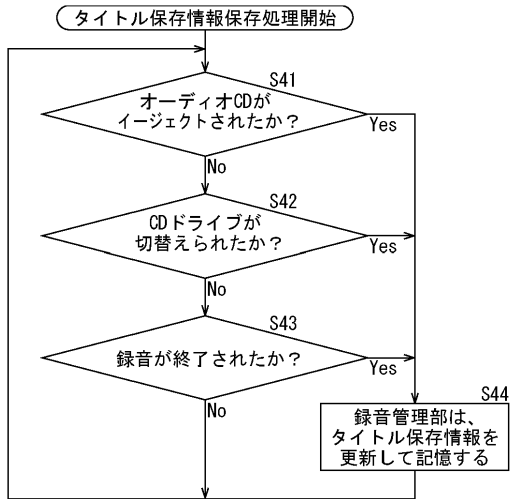 タイトル保存情報保存処理開始
S41
オーディオCDが
イージェクトされたか？
Yes
No
S42
CDドライブが
切替えられたか？
Yes
No
S43
録音が終了されたか？
Yes
No
S44
録音管理部は、
タイトル保存情報を
更新して記憶する